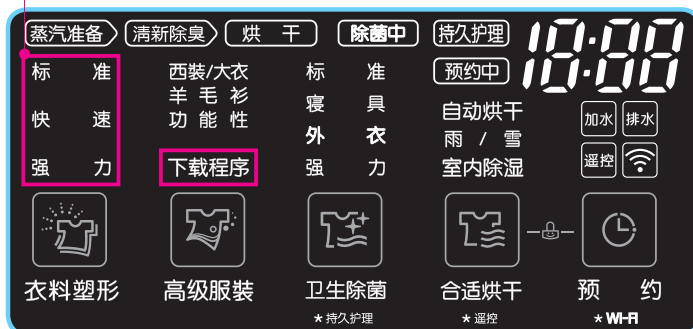 蒸汽准备 清新除臭 烘干 除菌中 持久护理 18:88
标准 西裝/大衣 标准 预约中
羊毛衫 寝具 自动烘干
快速 功能性 外衣 雨/雪 加水 排水
强力 下载程序 强力 室内除湿 遥控
衣料塑形 高级服裝 卫生除菌 合适烘干 预约
*持久护理 *遥控 *WI-FI